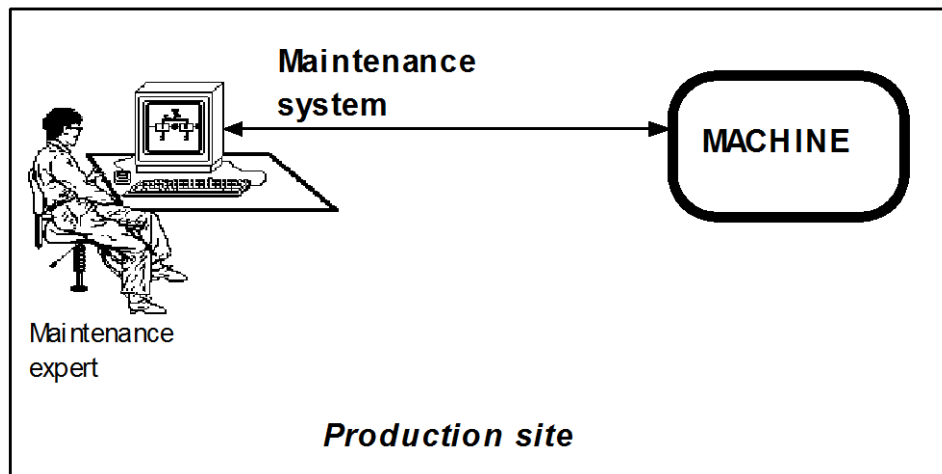 Maintenance
system
MACHINE
Maintenance
expert
Production site